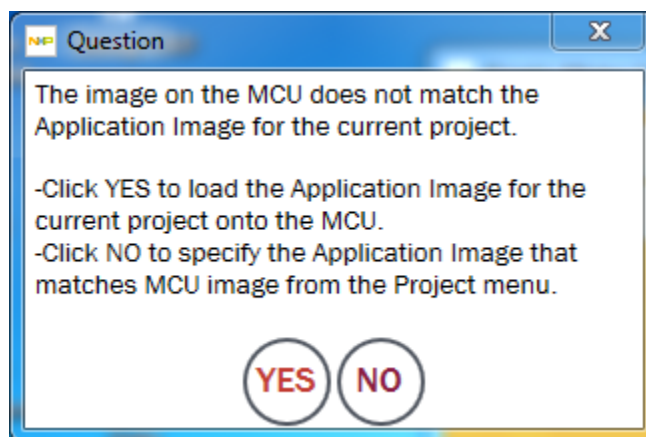 NXP Question
X
The image on the MCU does not match the
Application Image for the current project.
-Click YES to load the Application Image for the
current project onto the MCU.
-Click NO to specify the Application Image that
matches MCU image from the Project menu.
YES NO